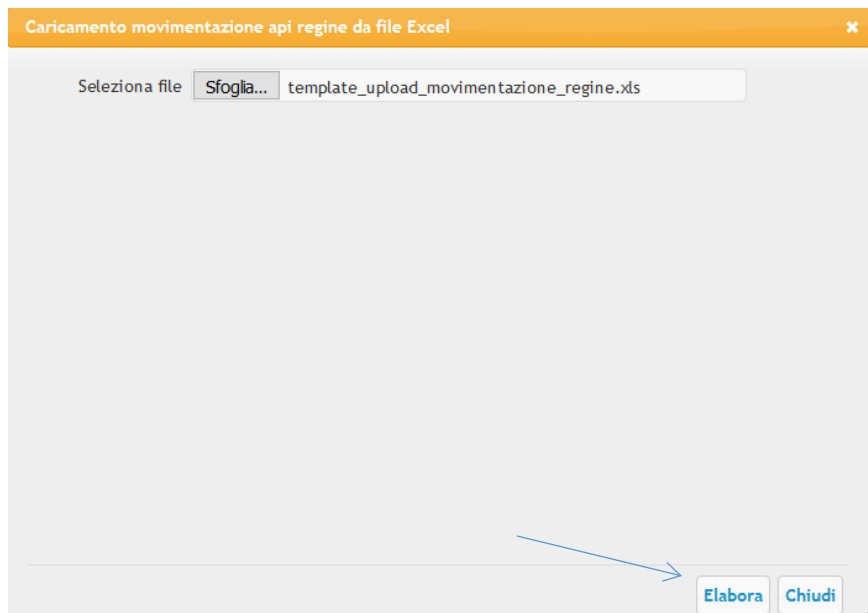 Caricamento movimentazione api regine da file Excel
Seleziona file Sfoglia... template_upload_movimentazione_regine.xls
Elabora Chiudi